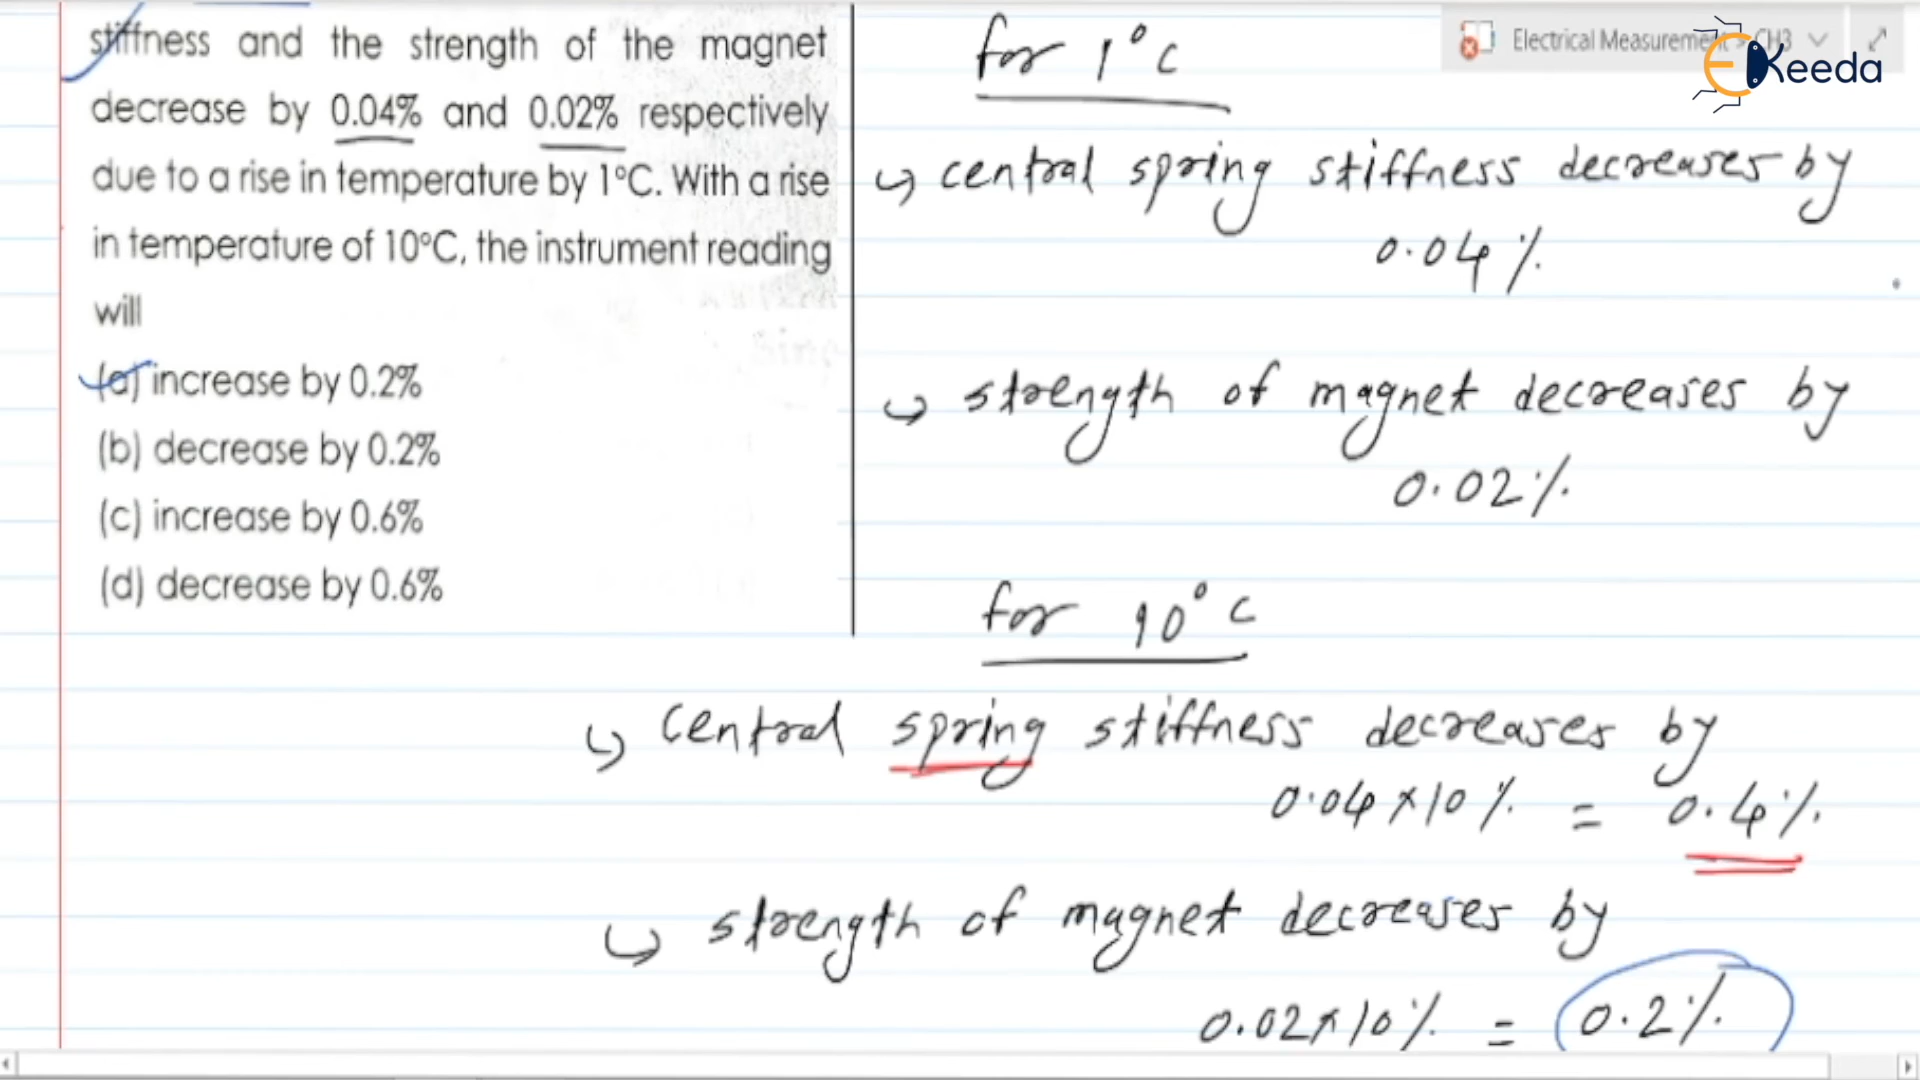 stiffness and the strength of the magnet
decrease by 0.04% and 0.02% respectively
due to a rise in temperature by 1°C. With a rise
in temperature of 10°C, the instrument reading
will
(a) increase by 0.2%
(b) decrease by 0.2%
(c) increase by 0.6%
(d) decrease by 0.6%
Electrical Measurement > CH3
EKeeda
for 1°C
central spring stiffness decreases by
0.04%
strength of magnet decreases by
0.02%
for 10°C
central spring stiffness decreases by
0.04×10% = 0.4%
strength of magnet decreases by
0.02×10% = 0.2%